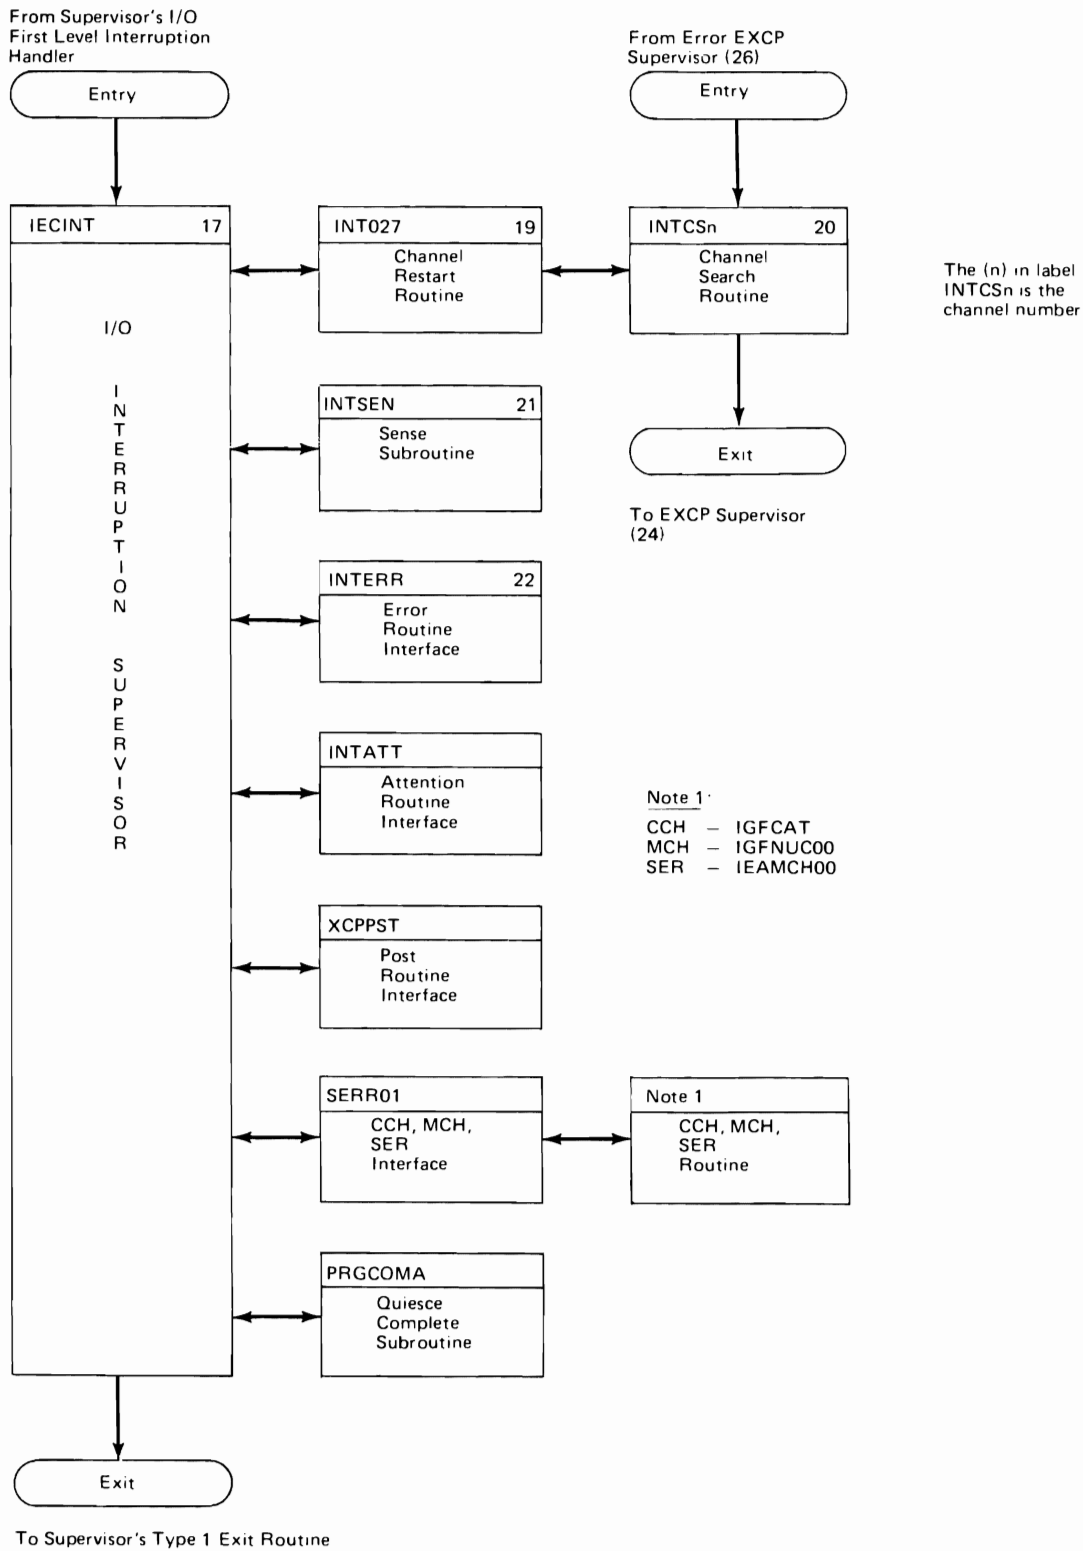 From Supervisor's I/O
First Level Interruption
Handler
Entry
From Error EXCP
Supervisor (26)
Entry
IECINT 17
I/O
INTERRUPTION
SUPERVISOR
INT027 19
Channel
Restart
Routine
INTCSn 20
Channel
Search
Routine
The (n) in label
INTCSn is the
channel number
INTSEN 21
Sense
Subroutine
Exit
To EXCP Supervisor
(24)
INTERR 22
Error
Routine
Interface
INTATT
Attention
Routine
Interface
Note 1:
CCH – IGFCAT
MCH – IGFNUC00
SER – IEAMCH00
XCPPST
Post
Routine
Interface
SERR01
CCH, MCH,
SER
Interface
Note 1
CCH, MCH,
SER
Routine
PRGCOMA
Quiesce
Complete
Subroutine
Exit
To Supervisor's Type 1 Exit Routine